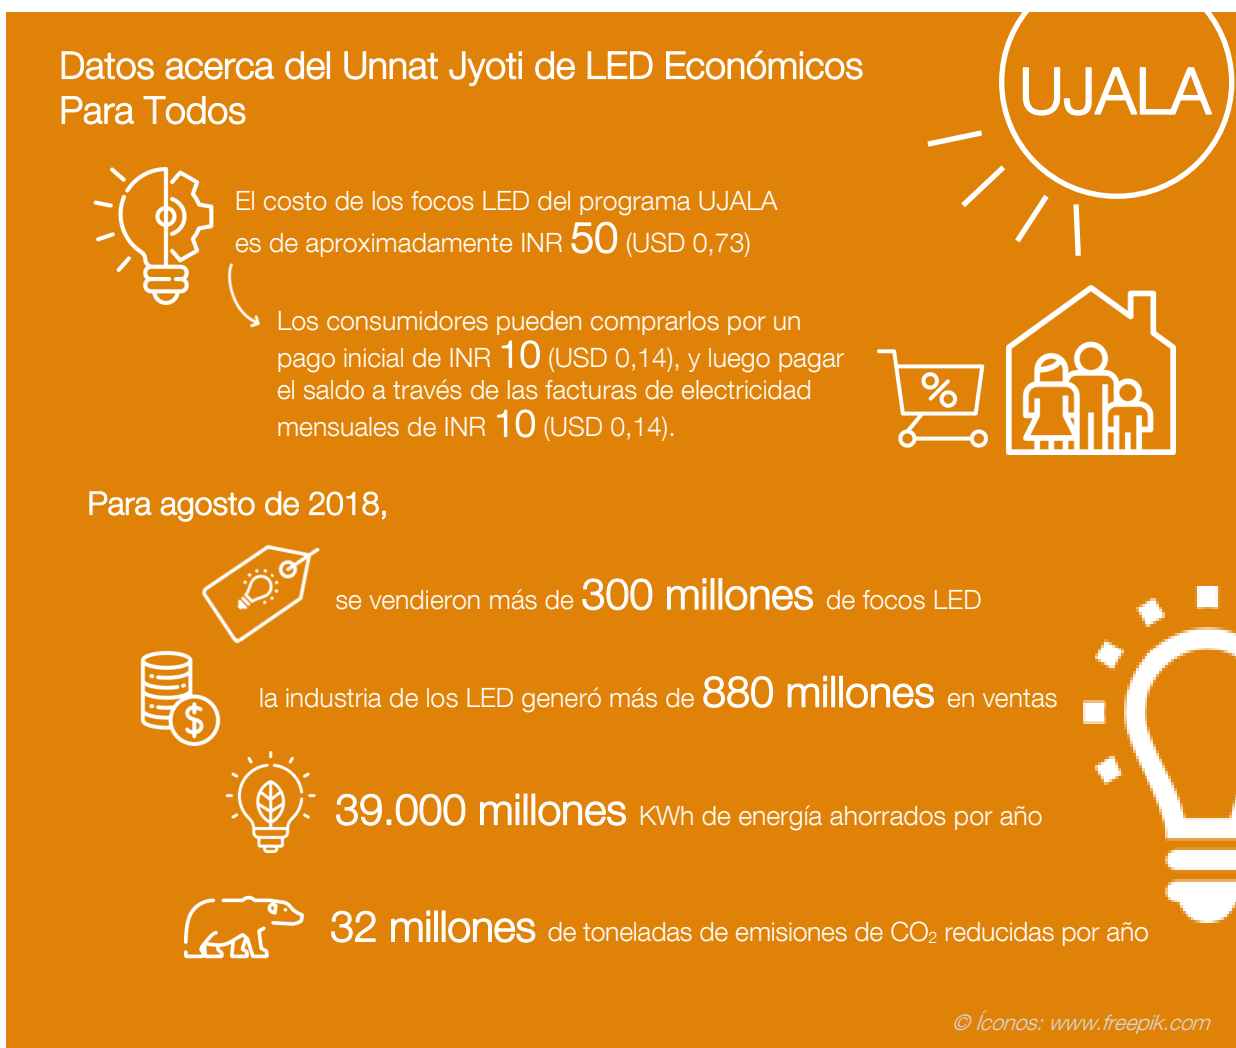 Datos acerca del Unnat Jyoti de LED Económicos
Para Todos
UJALA
El costo de los focos LED del programa UJALA
es de aproximadamente INR 50 (USD 0,73)
Los consumidores pueden comprarlos por un
pago inicial de INR 10 (USD 0,14), y luego pagar
el saldo a través de las facturas de electricidad
mensuales de INR 10 (USD 0,14).
%
Para agosto de 2018,
se vendieron más de 300 millones de focos LED
$
la industria de los LED generó más de 880 millones en ventas
39.000 millones KWh de energía ahorrados por año
32 millones de toneladas de emisiones de CO₂ reducidas por año
© Íconos: www.freepik.com